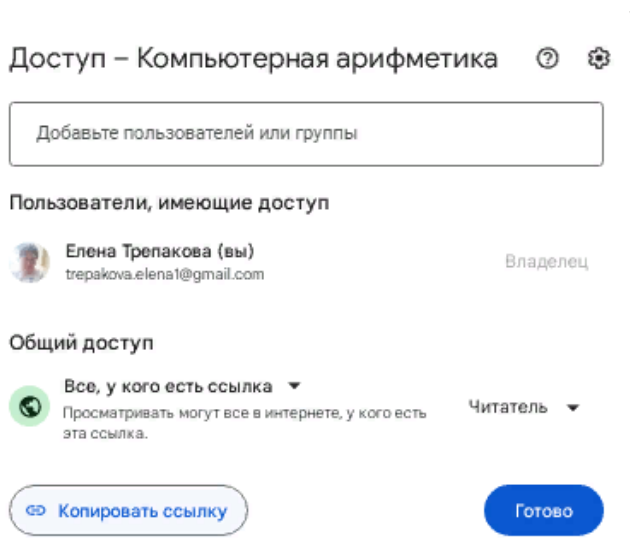 Доступ – Компьютерная арифметика
Добавьте пользователей или группы
Пользователи, имеющие доступ
Елена Трепакова (вы)
trepakova.elena1@gmail.com
Владелец
Общий доступ
Все, у кого есть ссылка
Просматривать могут все в интернете, у кого есть
эта ссылка.
Читатель
Копировать ссылку
Готово